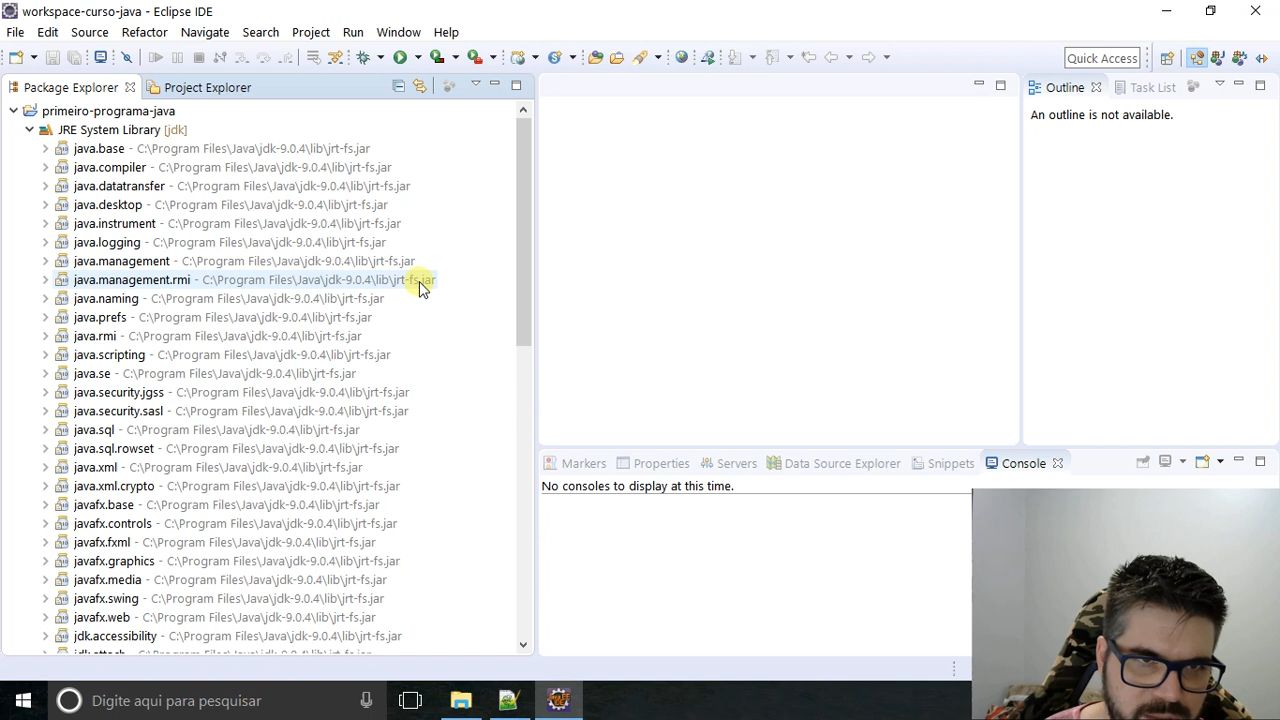 workspace-curso-java - Eclipse IDE
File Edit Source Refactor Navigate Search Project Run Window Help
Quick Access
Package Explorer Project Explorer
Outline Task List
primeiro-programa-java
An outline is not available.
JRE System Library [jdk]
java.base - C:\Program Files\Java\jdk-9.0.4\lib\jrt-fs.jar
java.compiler - C:\Program Files\Java\jdk-9.0.4\lib\jrt-fs.jar
java.datatransfer - C:\Program Files\Java\jdk-9.0.4\lib\jrt-fs.jar
java.desktop - C:\Program Files\Java\jdk-9.0.4\lib\jrt-fs.jar
java.instrument - C:\Program Files\Java\jdk-9.0.4\lib\jrt-fs.jar
java.logging - C:\Program Files\Java\jdk-9.0.4\lib\jrt-fs.jar
java.management - C:\Program Files\Java\jdk-9.0.4\lib\jrt-fs.jar
java.management.rmi - C:\Program Files\Java\jdk-9.0.4\lib\jrt-fs.jar
java.naming - C:\Program Files\Java\jdk-9.0.4\lib\jrt-fs.jar
java.prefs - C:\Program Files\Java\jdk-9.0.4\lib\jrt-fs.jar
java.rmi - C:\Program Files\Java\jdk-9.0.4\lib\jrt-fs.jar
java.scripting - C:\Program Files\Java\jdk-9.0.4\lib\jrt-fs.jar
java.se - C:\Program Files\Java\jdk-9.0.4\lib\jrt-fs.jar
java.security.jgss - C:\Program Files\Java\jdk-9.0.4\lib\jrt-fs.jar
java.security.sasl - C:\Program Files\Java\jdk-9.0.4\lib\jrt-fs.jar
java.sql - C:\Program Files\Java\jdk-9.0.4\lib\jrt-fs.jar
java.sql.rowset - C:\Program Files\Java\jdk-9.0.4\lib\jrt-fs.jar
java.xml - C:\Program Files\Java\jdk-9.0.4\lib\jrt-fs.jar
java.xml.crypto - C:\Program Files\Java\jdk-9.0.4\lib\jrt-fs.jar
javafx.base - C:\Program Files\Java\jdk-9.0.4\lib\jrt-fs.jar
javafx.controls - C:\Program Files\Java\jdk-9.0.4\lib\jrt-fs.jar
javafx.fxml - C:\Program Files\Java\jdk-9.0.4\lib\jrt-fs.jar
javafx.graphics - C:\Program Files\Java\jdk-9.0.4\lib\jrt-fs.jar
javafx.media - C:\Program Files\Java\jdk-9.0.4\lib\jrt-fs.jar
javafx.swing - C:\Program Files\Java\jdk-9.0.4\lib\jrt-fs.jar
javafx.web - C:\Program Files\Java\jdk-9.0.4\lib\jrt-fs.jar
jdk.accessibility - C:\Program Files\Java\jdk-9.0.4\lib\jrt-fs.jar
Markers Properties Servers Data Source Explorer Snippets Console
No consoles to display at this time.
Digite aqui para pesquisar